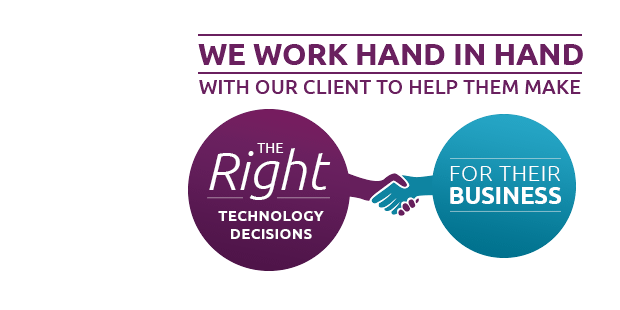 WE WORK HAND IN HAND
WITH OUR CLIENT TO HELP THEM MAKE
THE
Right
TECHNOLOGY
DECISIONS
FOR THEIR
BUSINESS